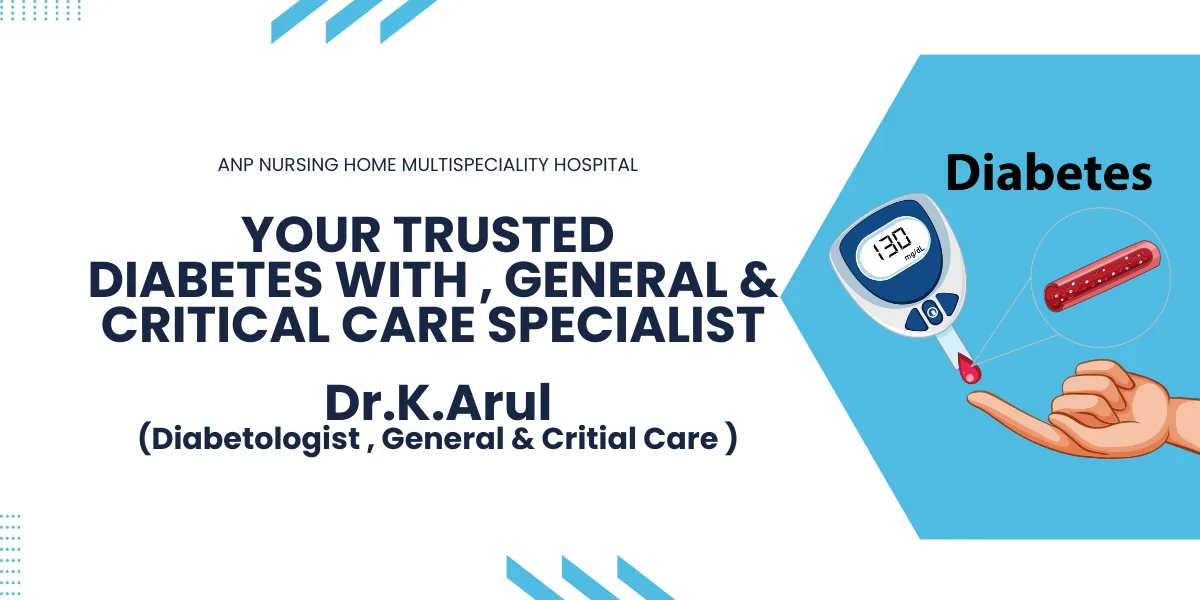 ANP NURSING HOME MULTISPECIALITY HOSPITAL
YOUR TRUSTED
DIABETES WITH , GENERAL &
CRITICAL CARE SPECIALIST
Dr.K.Arul
(Diabetologist , General & Critial Care )
Diabetes
130
mg/dL